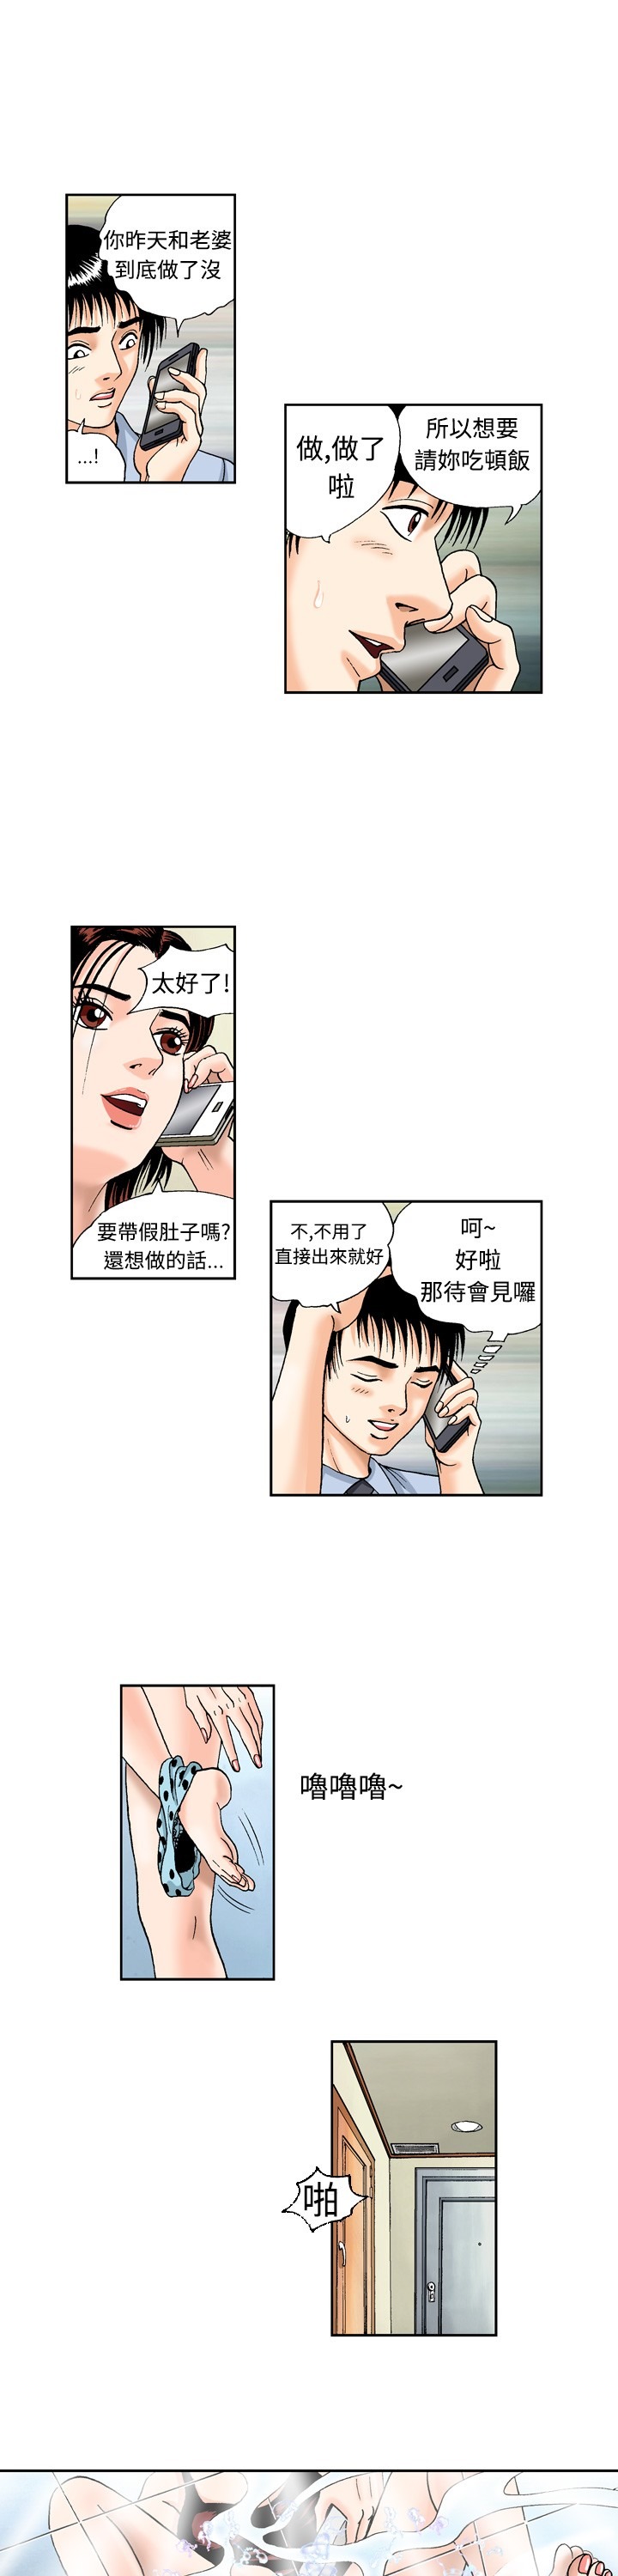 你昨天和老婆
到底做了沒
...!
做,做了
啦
所以想要
請妳吃頓飯
太好了!
要帶假肚子嗎?
還想做的話...
不,不用了
直接出來就好
呵~
好啦
那待會見囉
嚕嚕嚕~
啪